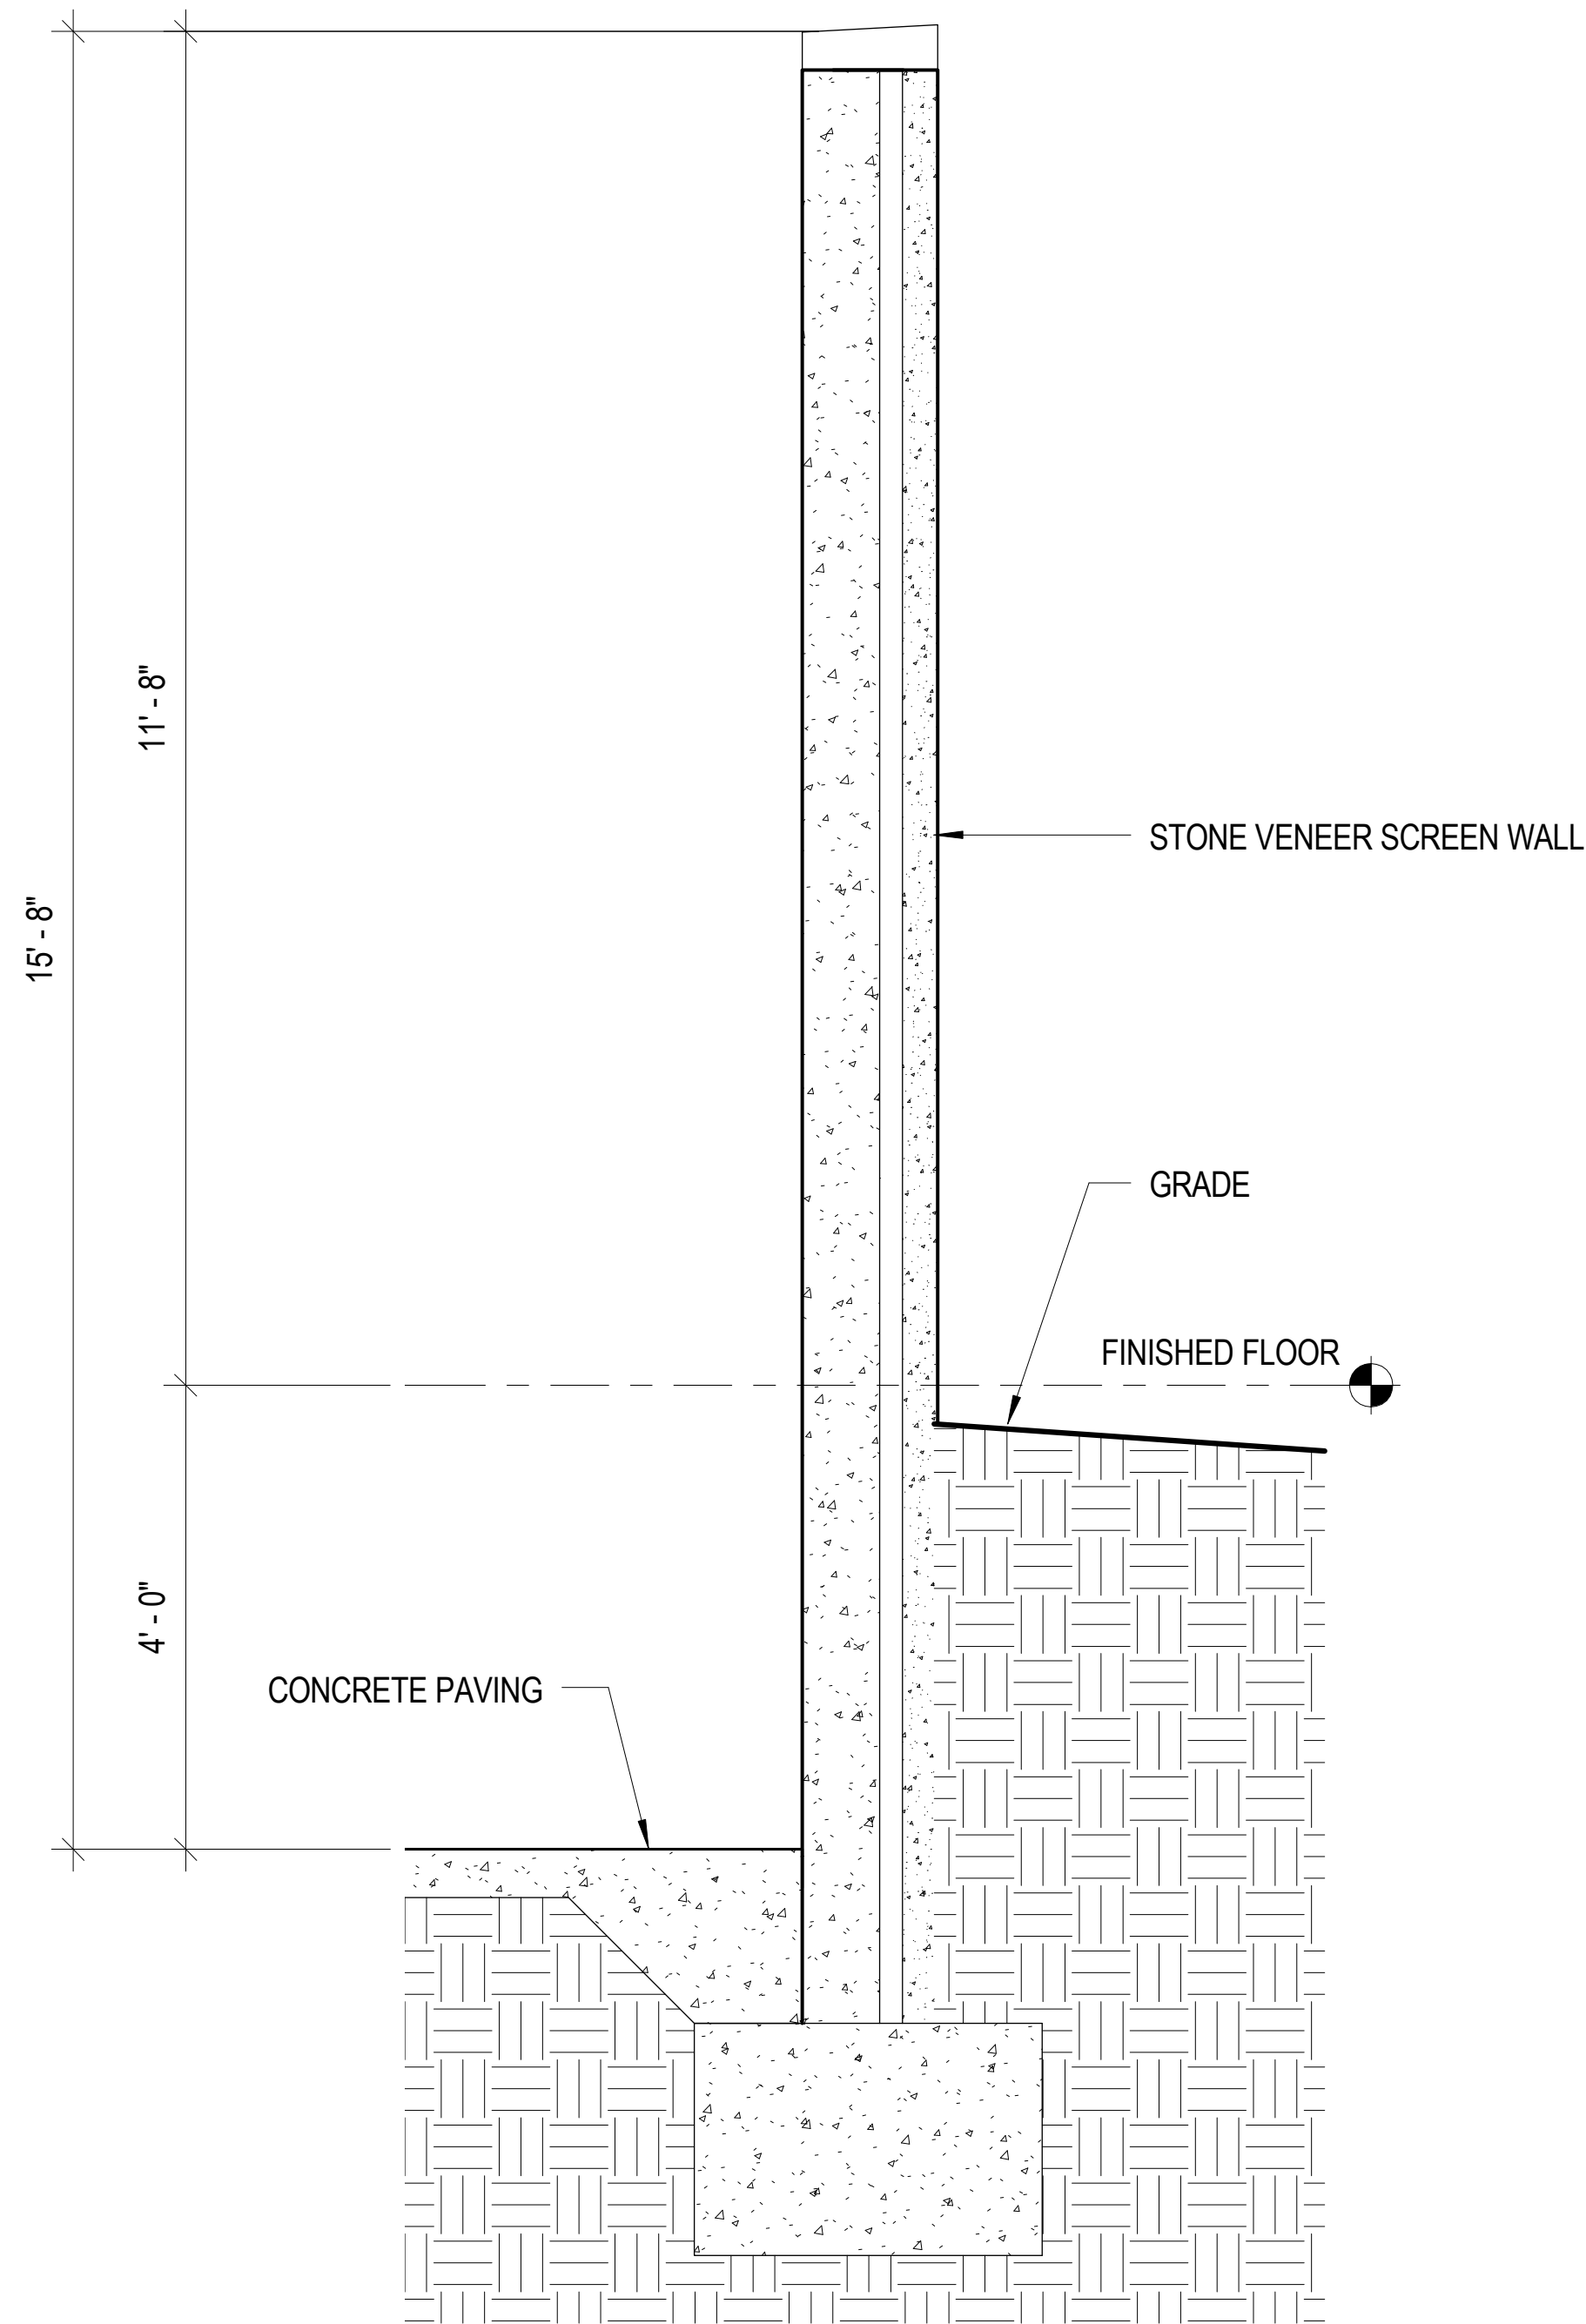 11' - 8"
STONE VENEER SCREEN WALL
15' - 8"
GRADE
FINISHED FLOOR
4' - 0"
CONCRETE PAVING